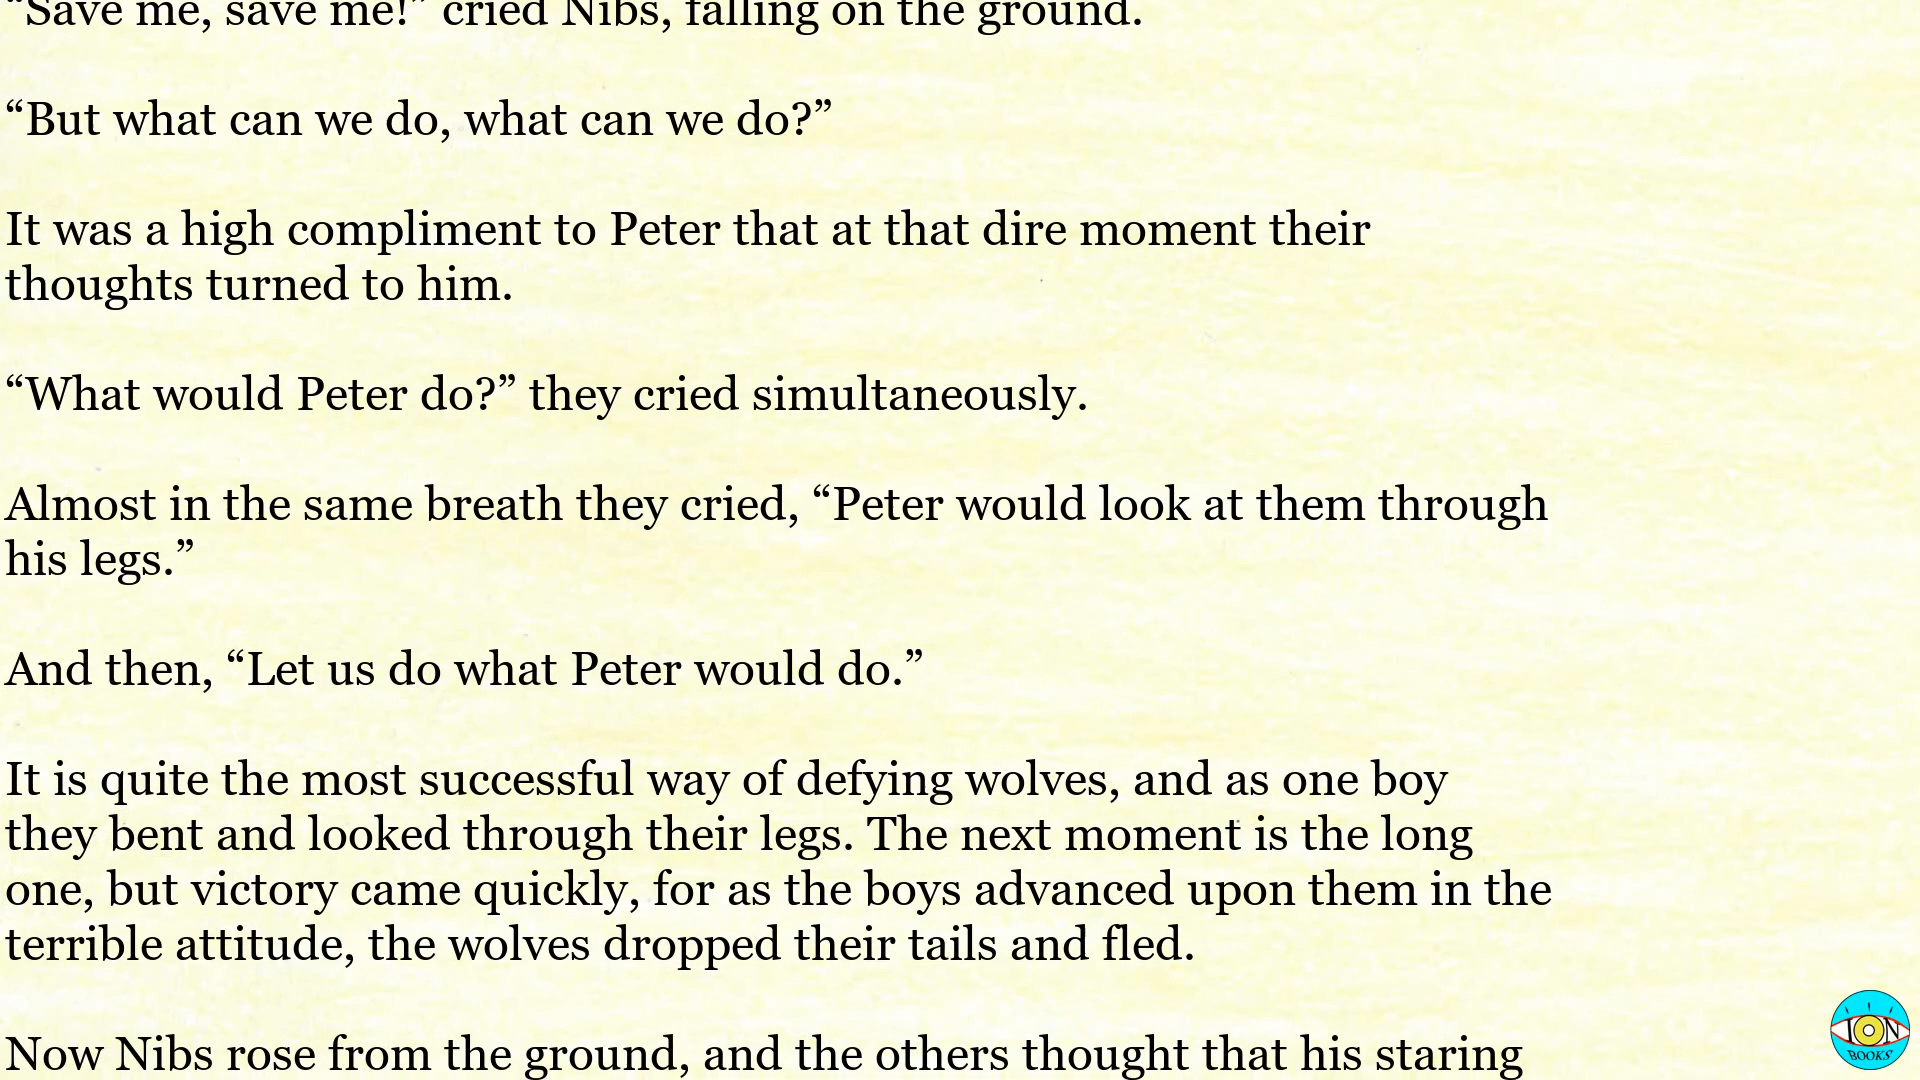 “Save me, save me!” cried Nibs, falling on the ground.
“But what can we do, what can we do?”
It was a high compliment to Peter that at that dire moment their
thoughts turned to him.
“What would Peter do?” they cried simultaneously.
Almost in the same breath they cried, “Peter would look at them through
his legs.”
And then, “Let us do what Peter would do.”
It is quite the most successful way of defying wolves, and as one boy
they bent and looked through their legs. The next moment is the long
one, but victory came quickly, for as the boys advanced upon them in the
terrible attitude, the wolves dropped their tails and fled.
Now Nibs rose from the ground, and the others thought that his staring
ION
BOOKS